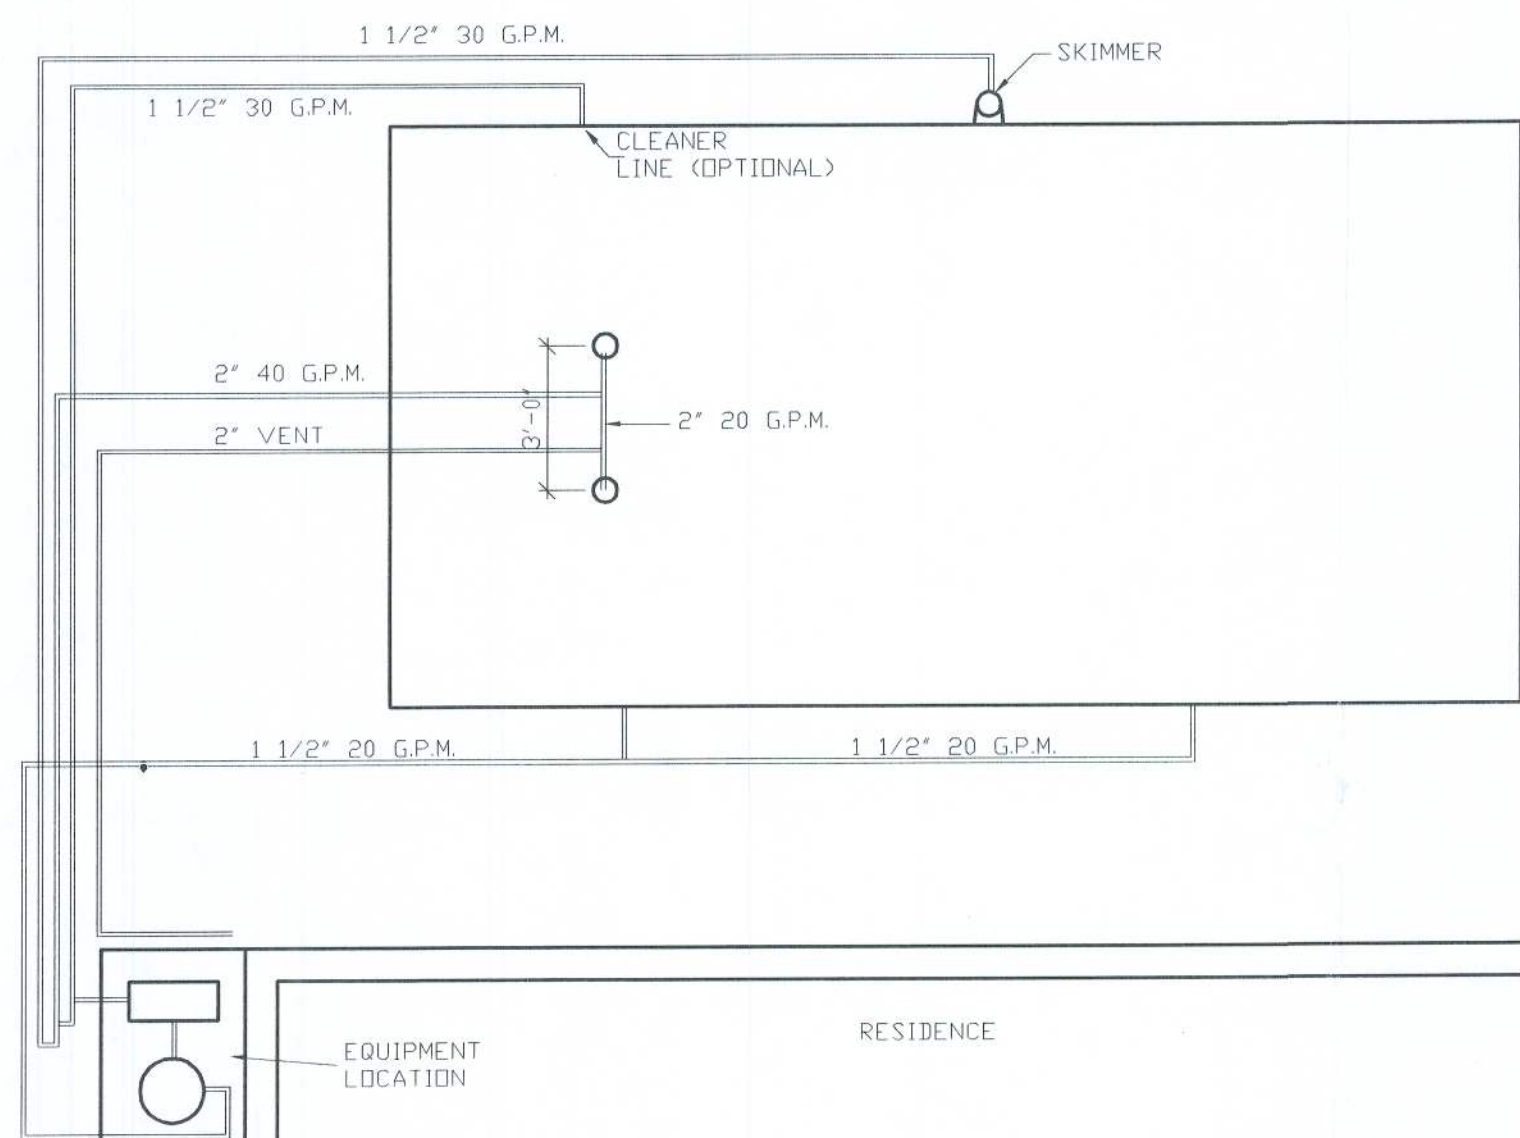 1 1/2" 30 G.P.M.
SKIMMER
1 1/2" 30 G.P.M.
CLEANER
LINE (OPTIONAL)
2" 40 G.P.M.
3'-0"
2" 20 G.P.M.
2" VENT
1 1/2" 20 G.P.M.
1 1/2" 20 G.P.M.
RESIDENCE
EQUIPMENT
LOCATION